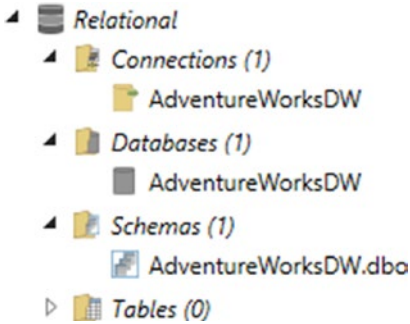 Relational
Connections (1)
AdventureWorksDW
Databases (1)
AdventureWorksDW
Schemas (1)
AdventureWorksDW.dbo
Tables (0)